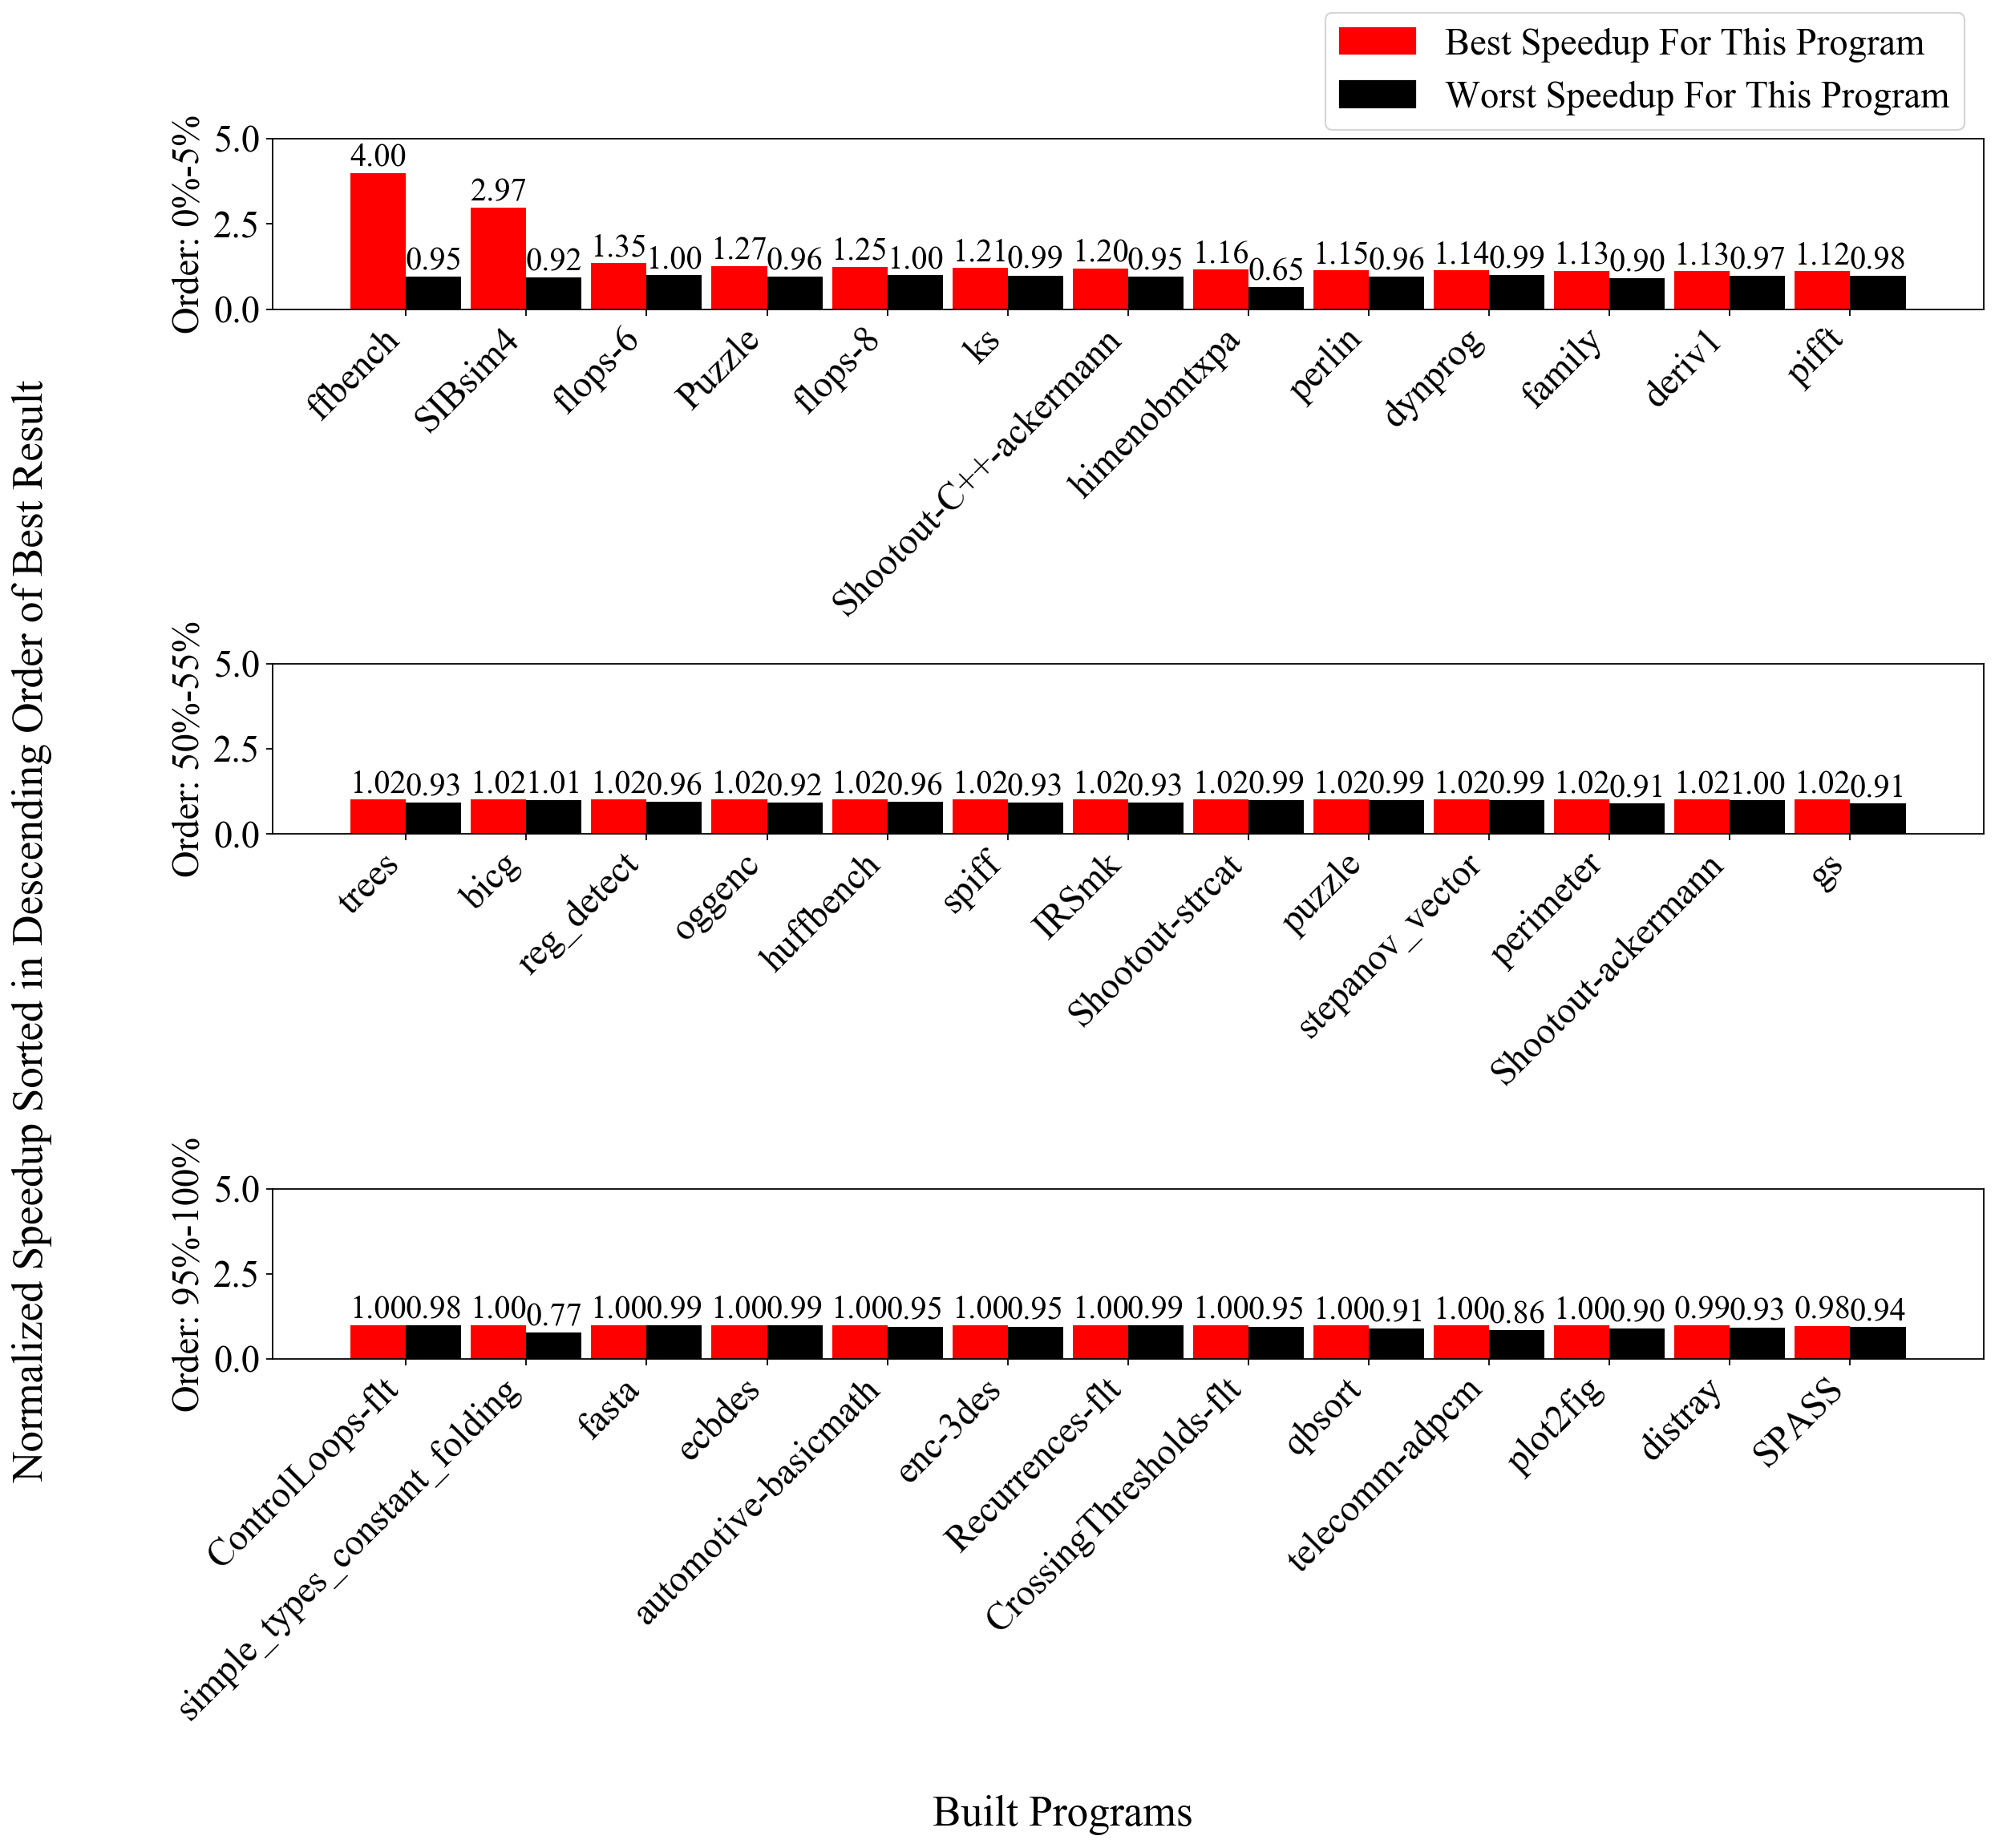 Best Speedup For This Program
Worst Speedup For This Program
Normalized Speedup Sorted in Descending Order of Best Result
Order: 0%-5%
5.0
2.5
0.0
4.00 0.95 2.97 0.92 1.35 1.00 1.27 0.96 1.25 1.00 1.21 0.99 1.20 0.95 1.16 0.65 1.15 0.96 1.14 0.99 1.13 0.90 1.13 0.97 1.12 0.98
ffbench
SIBsim4
flops-6
Puzzle
flops-8
ks
Shootout-C++-ackermann
himenobmtxpa
perlin
dynprog
family
deriv1
pifft
Order: 50%-55%
5.0
2.5
0.0
1.02 0.93 1.02 1.01 1.02 0.96 1.02 0.92 1.02 0.96 1.02 0.93 1.02 0.93 1.02 0.99 1.02 0.99 1.02 0.99 1.02 0.91 1.02 1.00 1.02 0.91
trees
bicg
reg_detect
oggenc
huffbench
spiff
IRSmk
Shootout-strcat
puzzle
stepanov_vector
perimeter
Shootout-ackermann
gs
Order: 95%-100%
5.0
2.5
0.0
1.00 0.98 1.00 0.77 1.00 0.99 1.00 0.99 1.00 0.95 1.00 0.95 1.00 0.99 1.00 0.95 1.00 0.91 1.00 0.86 1.00 0.90 0.99 0.93 0.98 0.94
ControlLoops-flt
simple_types_constant_folding
fasta
ecbdes
automotive-basicmath
enc-3des
Recurrences-flt
CrossingThresholds-flt
qbsort
telecomm-adpcm
plot2fig
distray
SPASS
Built Programs